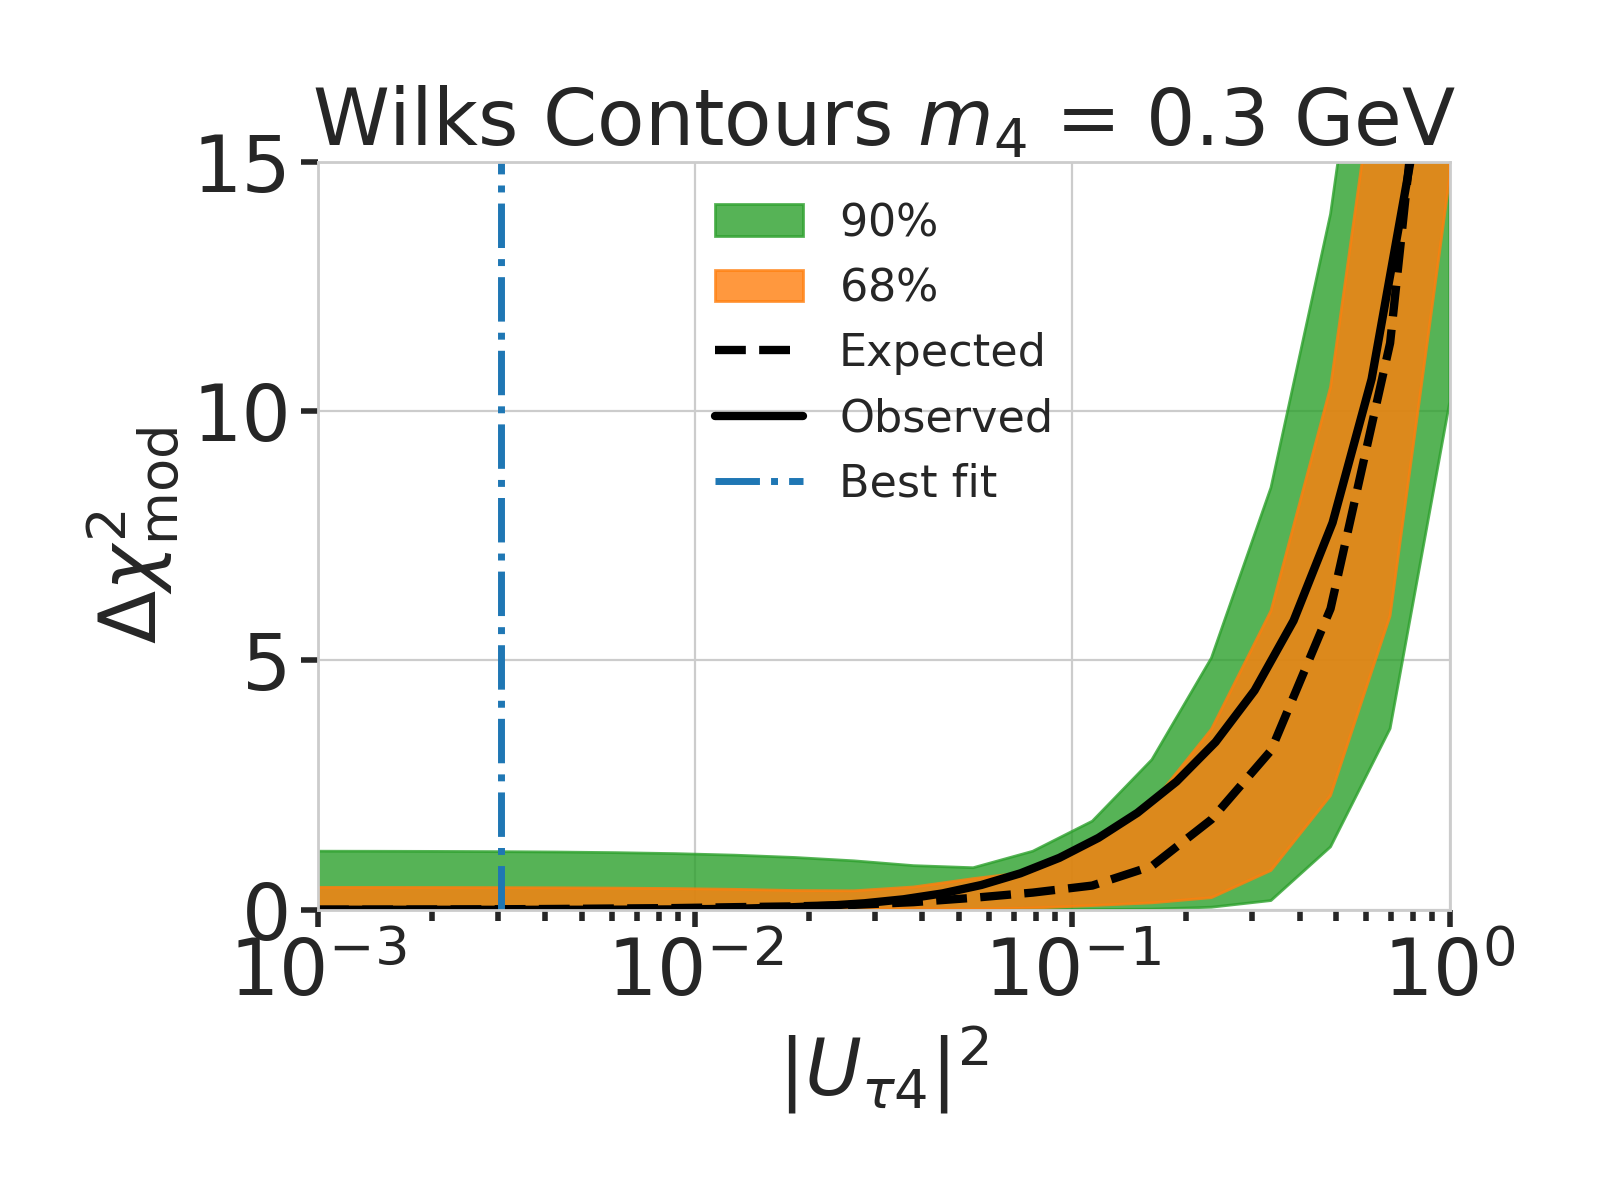 Wilks Contours m₄ = 0.3 GeV
15
10
5
0
Δχ²mod
90%
68%
Expected
Observed
Best fit
10⁻³ 10⁻² 10⁻¹ 10⁰
|Uτ4|²